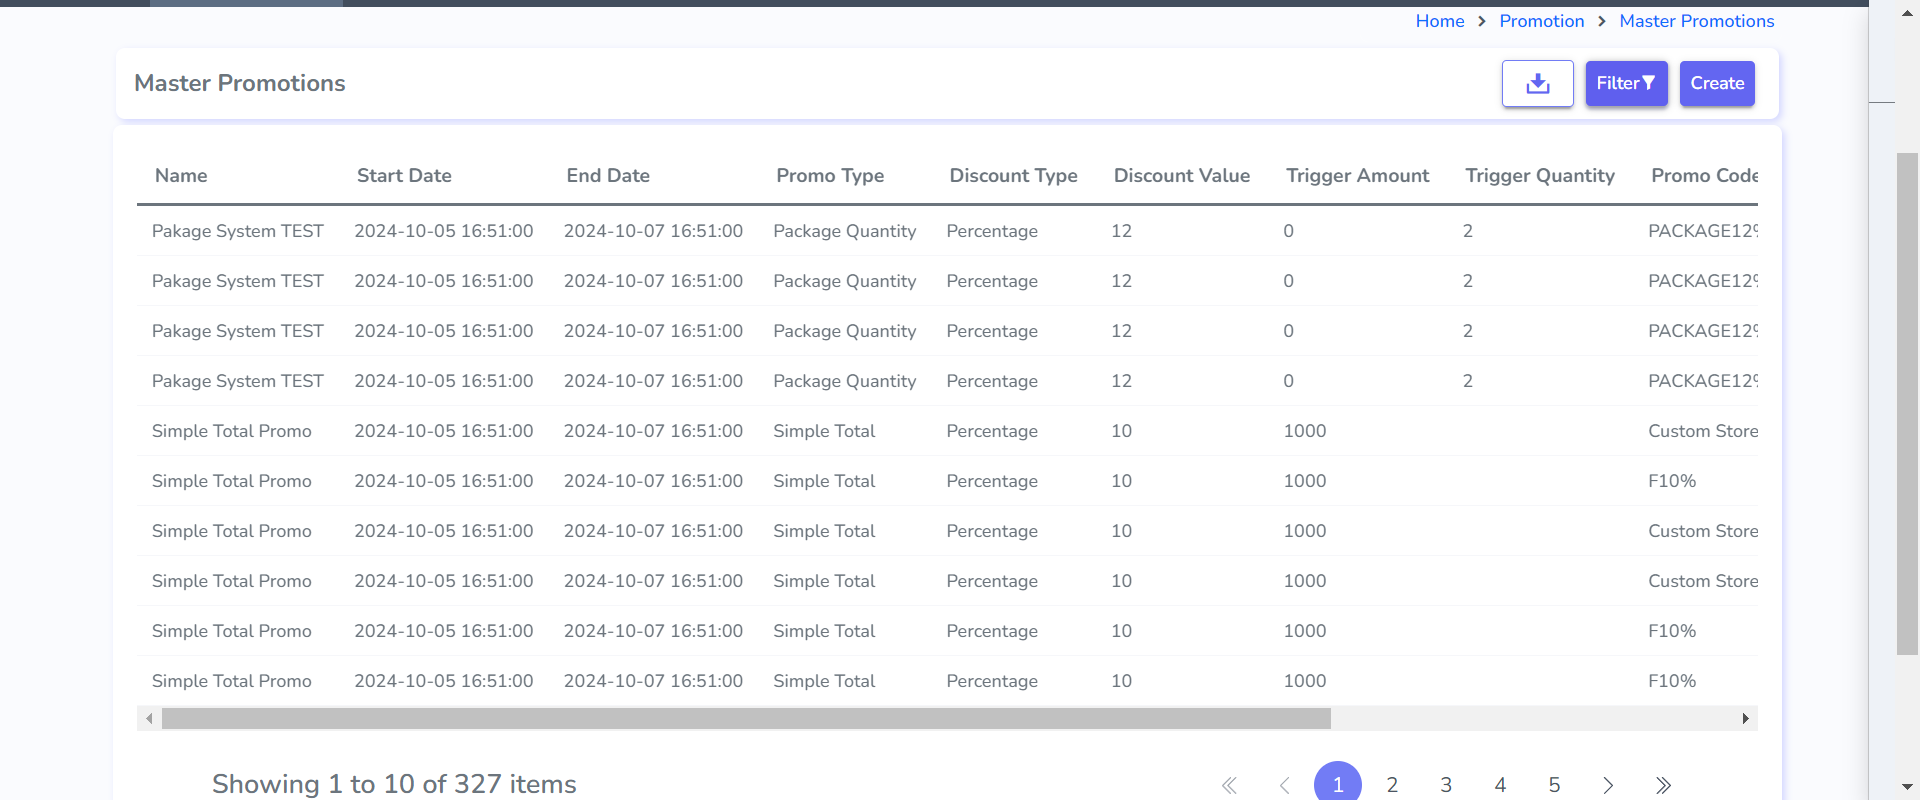 Home > Promotion > Master Promotions
Master Promotions Filter Create
Name Start Date End Date Promo Type Discount Type Discount Value Trigger Amount Trigger Quantity Promo Code
Pakage System TEST 2024-10-05 16:51:00 2024-10-07 16:51:00 Package Quantity Percentage 12 0 2 PACKAGE12%
Pakage System TEST 2024-10-05 16:51:00 2024-10-07 16:51:00 Package Quantity Percentage 12 0 2 PACKAGE12%
Pakage System TEST 2024-10-05 16:51:00 2024-10-07 16:51:00 Package Quantity Percentage 12 0 2 PACKAGE12%
Pakage System TEST 2024-10-05 16:51:00 2024-10-07 16:51:00 Package Quantity Percentage 12 0 2 PACKAGE12%
Simple Total Promo 2024-10-05 16:51:00 2024-10-07 16:51:00 Simple Total Percentage 10 1000 Custom Store
Simple Total Promo 2024-10-05 16:51:00 2024-10-07 16:51:00 Simple Total Percentage 10 1000 F10%
Simple Total Promo 2024-10-05 16:51:00 2024-10-07 16:51:00 Simple Total Percentage 10 1000 Custom Store
Simple Total Promo 2024-10-05 16:51:00 2024-10-07 16:51:00 Simple Total Percentage 10 1000 Custom Store
Simple Total Promo 2024-10-05 16:51:00 2024-10-07 16:51:00 Simple Total Percentage 10 1000 F10%
Simple Total Promo 2024-10-05 16:51:00 2024-10-07 16:51:00 Simple Total Percentage 10 1000 F10%
Showing 1 to 10 of 327 items « < 1 2 3 4 5 > »